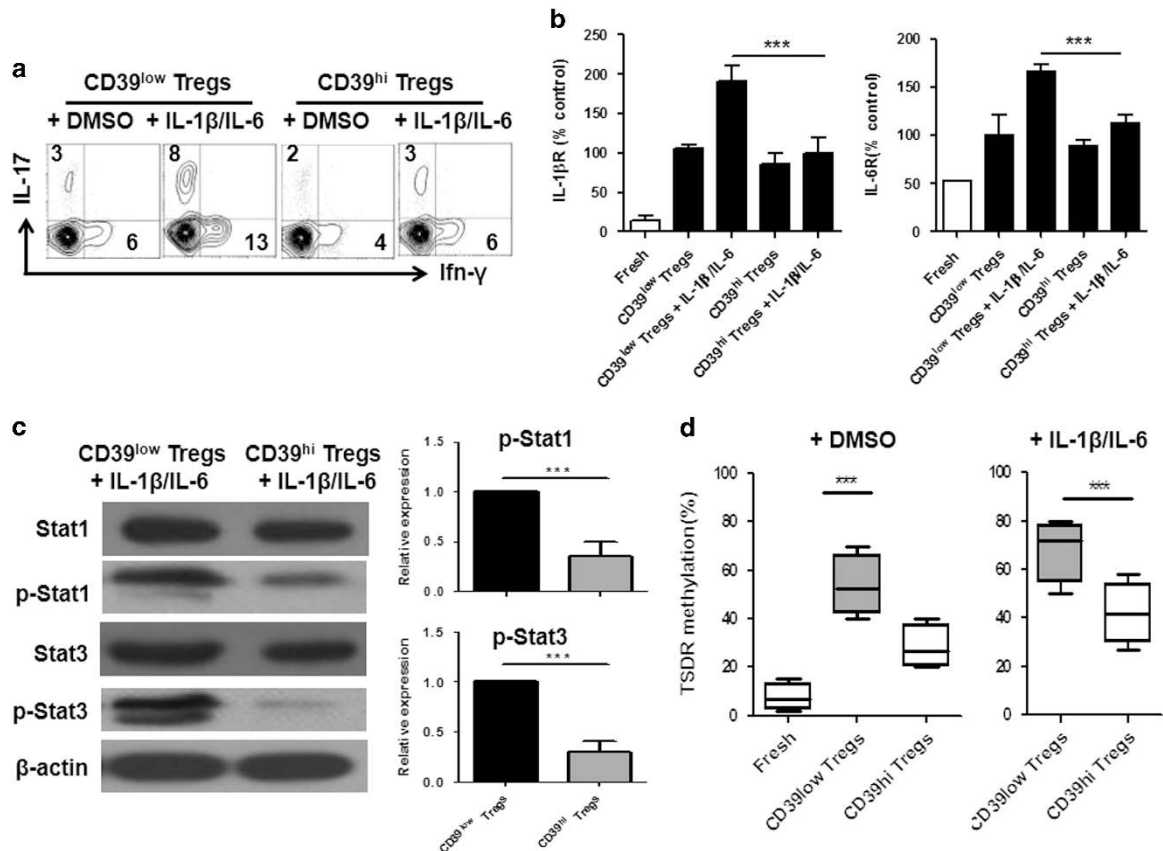 a
CD39low Tregs CD39hi Tregs
+ DMSO + IL-1β/IL-6 + DMSO + IL-1β/IL-6
3 8 2 3
6 13 4 6
IL-17
Ifn-γ
b
IL-1βR (% control)
250
200
150
100
50
0
***
Fresh
CD39low Tregs
CD39low Tregs + IL-1β/IL-6
CD39hi Tregs
CD39hi Tregs + IL-1β/IL-6
IL-6R(% control)
200
150
100
50
0
***
Fresh
CD39low Tregs
CD39low Tregs + IL-1β/IL-6
CD39hi Tregs
CD39hi Tregs + IL-1β/IL-6
c
CD39low Tregs CD39hi Tregs
+ IL-1β/IL-6 + IL-1β/IL-6
Stat1
p-Stat1
Stat3
p-Stat3
β-actin
p-Stat1
Relative expression
1.5
1.0
0.5
0.0
***
p-Stat3
Relative expression
1.5
1.0
0.5
0.0
***
CD39low Tregs
CD39hi Tregs
d
+ DMSO
TSDR methylation(%)
100
80
60
40
20
0
***
Fresh
CD39low Tregs
CD39hi Tregs
+ IL-1β/IL-6
100
80
60
40
20
0
***
CD39low Tregs
CD39hi Tregs